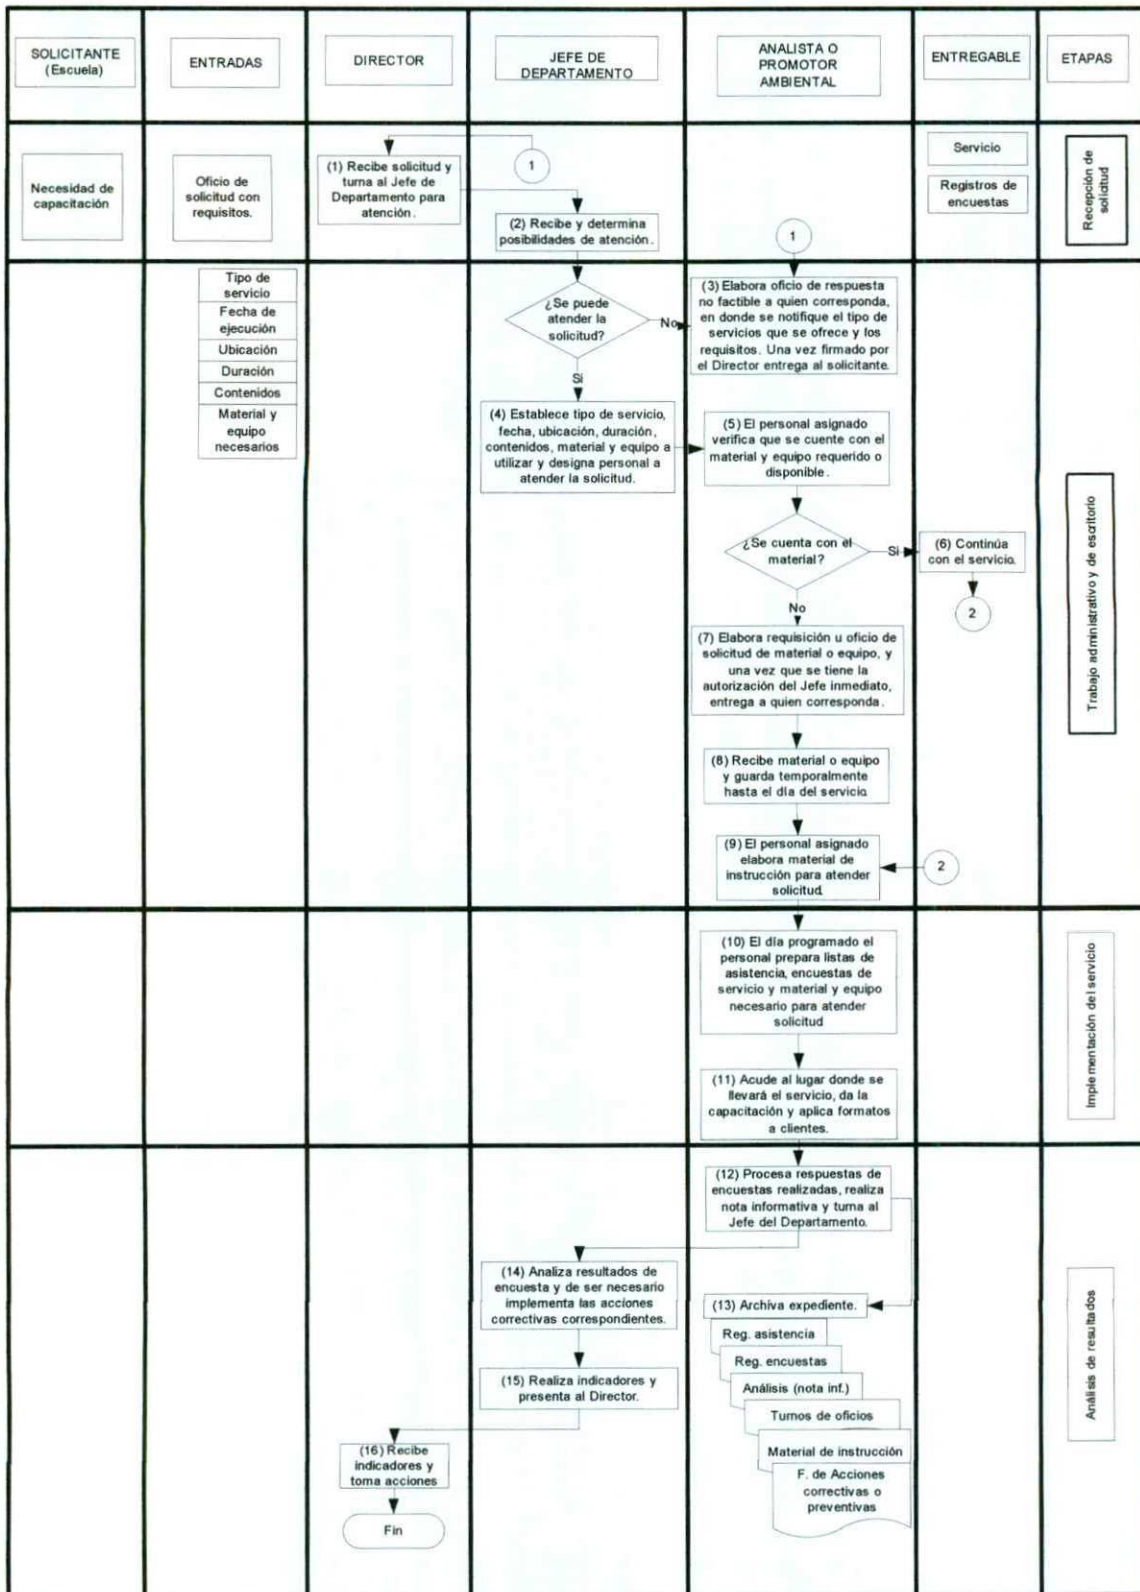 SOLICITANTE
(Escuela)
ENTRADAS
DIRECTOR
JEFE DE
DEPARTAMENTO
ANALISTA O
PROMOTOR
AMBIENTAL
ENTREGABLE
ETAPAS
Necesidad de
capacitación
Oficio de
solicitud con
requisitos.
(1) Recibe solicitud y
turna al Jefe de
Departamento para
atención.
1
(2) Recibe y determina
posibilidades de atención.
1
Servicio
Registros de
encuestas
Recepción de
solicitud
Tipo de
servicio
Fecha de
ejecución
Ubicación
Duración
Contenidos
Material y
equipo
necesarios
¿Se puede
atender la
solicitud?
No
Si
(3) Elabora oficio de respuesta
no factible a quien corresponda,
en donde se notifique el tipo de
servicios que se ofrece y los
requisitos. Una vez firmado por
el Director entrega al solicitante.
(4) Establece tipo de servicio,
fecha, ubicación, duración,
contenidos, material y equipo a
utilizar y designa personal a
atender la solicitud.
(5) El personal asignado
verifica que se cuente con el
material y equipo requerido o
disponible.
¿Se cuenta con el
material?
Si
(6) Continúa
con el servicio.
2
No
(7) Elabora requisición u oficio de
solicitud de material o equipo, y
una vez que se tiene la
autorización del Jefe inmediato,
entrega a quien corresponda.
(8) Recibe material o equipo
y guarda temporalmente
hasta el día del servicio.
(9) El personal asignado
elabora material de
instrucción para atender
solicitud.
2
Trabajo administrativo y de escritorio
(10) El día programado el
personal prepara listas de
asistencia, encuestas de
servicio y material y equipo
necesario para atender
solicitud
(11) Acude al lugar donde se
llevará el servicio, da la
capacitación y aplica formatos
a clientes.
Implementación del servicio
(12) Procesa respuestas de
encuestas realizadas, realiza
nota informativa y turna al
Jefe del Departamento.
(14) Analiza resultados de
encuesta y de ser necesario
implementa las acciones
correctivas correspondientes.
(13) Archiva expediente.
Reg. asistencia
Reg. encuestas
Análisis (nota inf.)
Turnos de oficios
Material de instrucción
F. de Acciones
correctivas o
preventivas
(15) Realiza indicadores y
presenta al Director.
(16) Recibe
indicadores y
toma acciones
Fin
Análisis de resultados